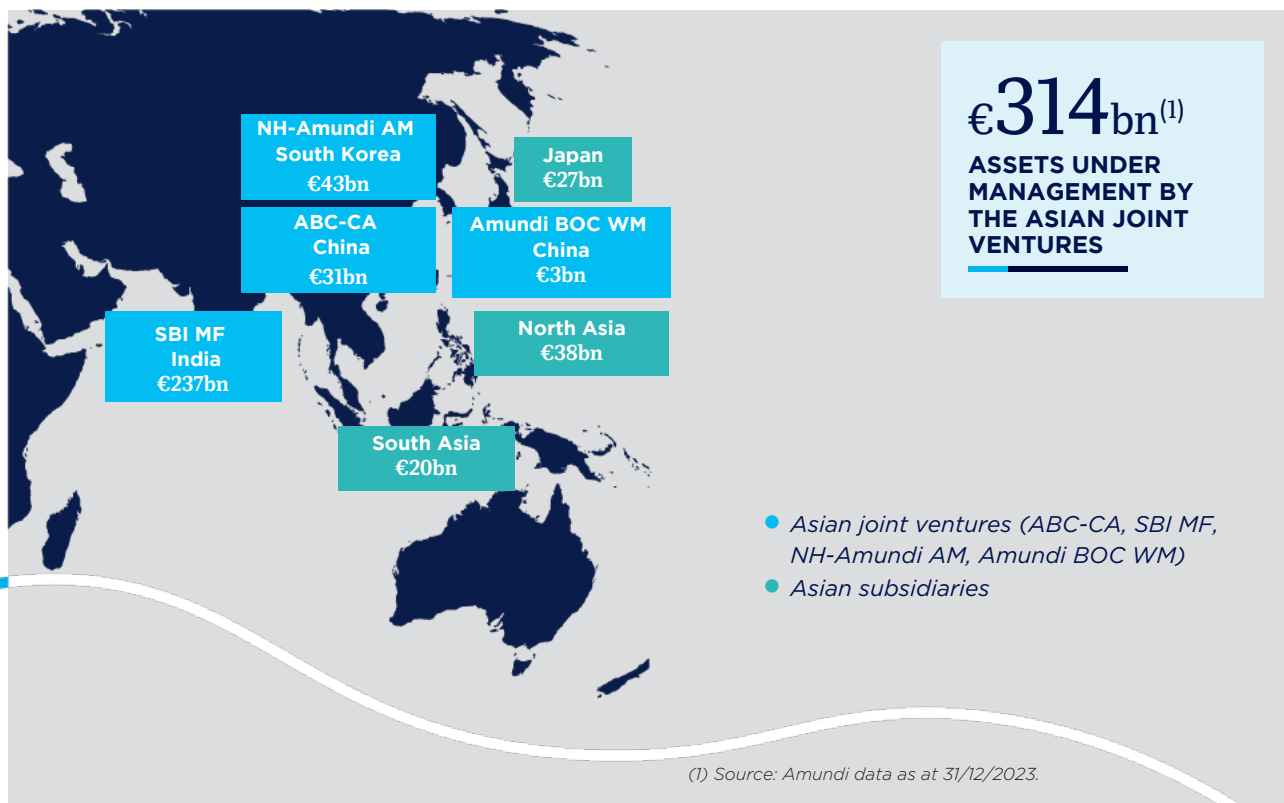 €314bn(1)
ASSETS UNDER
MANAGEMENT BY
THE ASIAN JOINT
VENTURES
NH-Amundi AM
South Korea
€43bn
Japan
€27bn
ABC-CA
China
€31bn
Amundi BOC WM
China
€3bn
SBI MF
India
€237bn
North Asia
€38bn
South Asia
€20bn
Asian joint ventures (ABC-CA, SBI MF,
NH-Amundi AM, Amundi BOC WM)
Asian subsidiaries
(1) Source: Amundi data as at 31/12/2023.